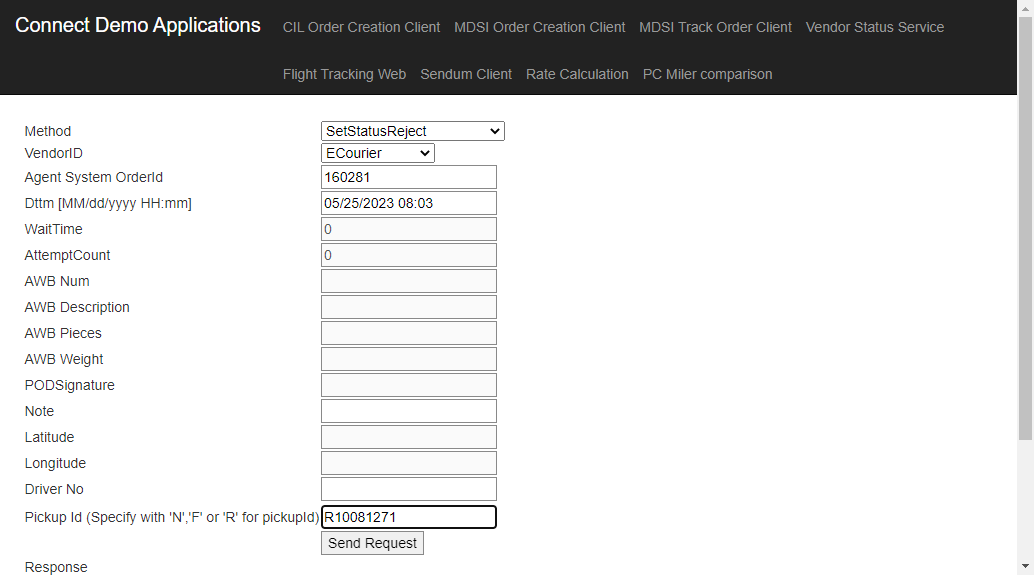 Connect Demo Applications CIL Order Creation Client MDSI Order Creation Client MDSI Track Order Client Vendor Status Service
Flight Tracking Web Sendum Client Rate Calculation PC Miler comparison
Method SetStatusReject
VendorID ECourier
Agent System OrderId 160281
Dttm [MM/dd/yyyy HH:mm] 05/25/2023 08:03
WaitTime 0
AttemptCount 0
AWB Num
AWB Description
AWB Pieces
AWB Weight
PODSignature
Note
Latitude
Longitude
Driver No
Pickup Id (Specify with 'N','F' or 'R' for pickupId) R10081271
Send Request
Response